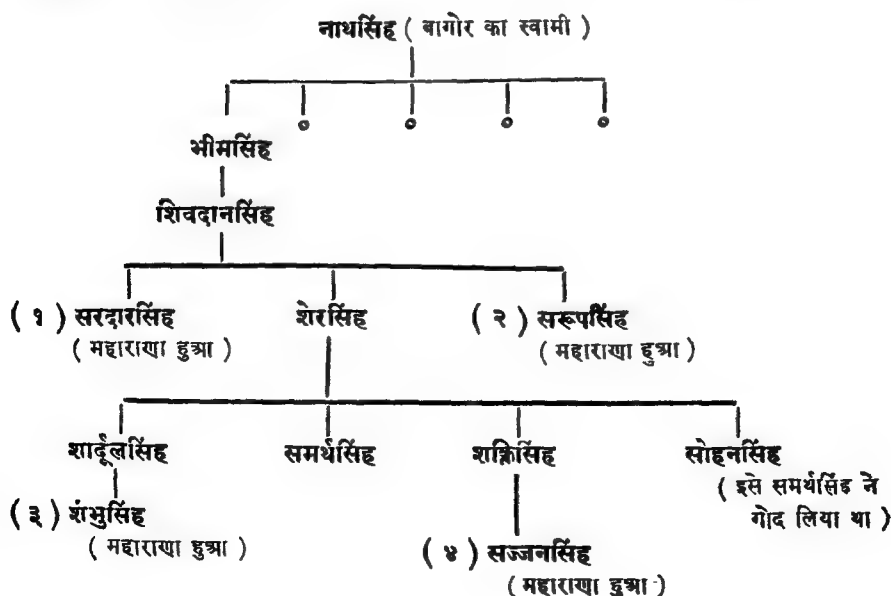 नाथसिंह ( बागोर का स्वामी )
भीमसिंह
शिवदानसिंह
( १ ) सरदारसिंह शेरसिंह ( २ ) सरूपसिंह
( महाराणा हुआ ) ( महाराणा हुआ )
शार्दूलसिंह समर्थसिंह शक्तिसिंह सोहनसिंह
( इसे समर्थसिंह ने
गोद लिया था )
( ३ ) शंभुसिंह
( महाराणा हुआ )
( ४ ) सज्जनसिंह
( महाराणा हुआ )